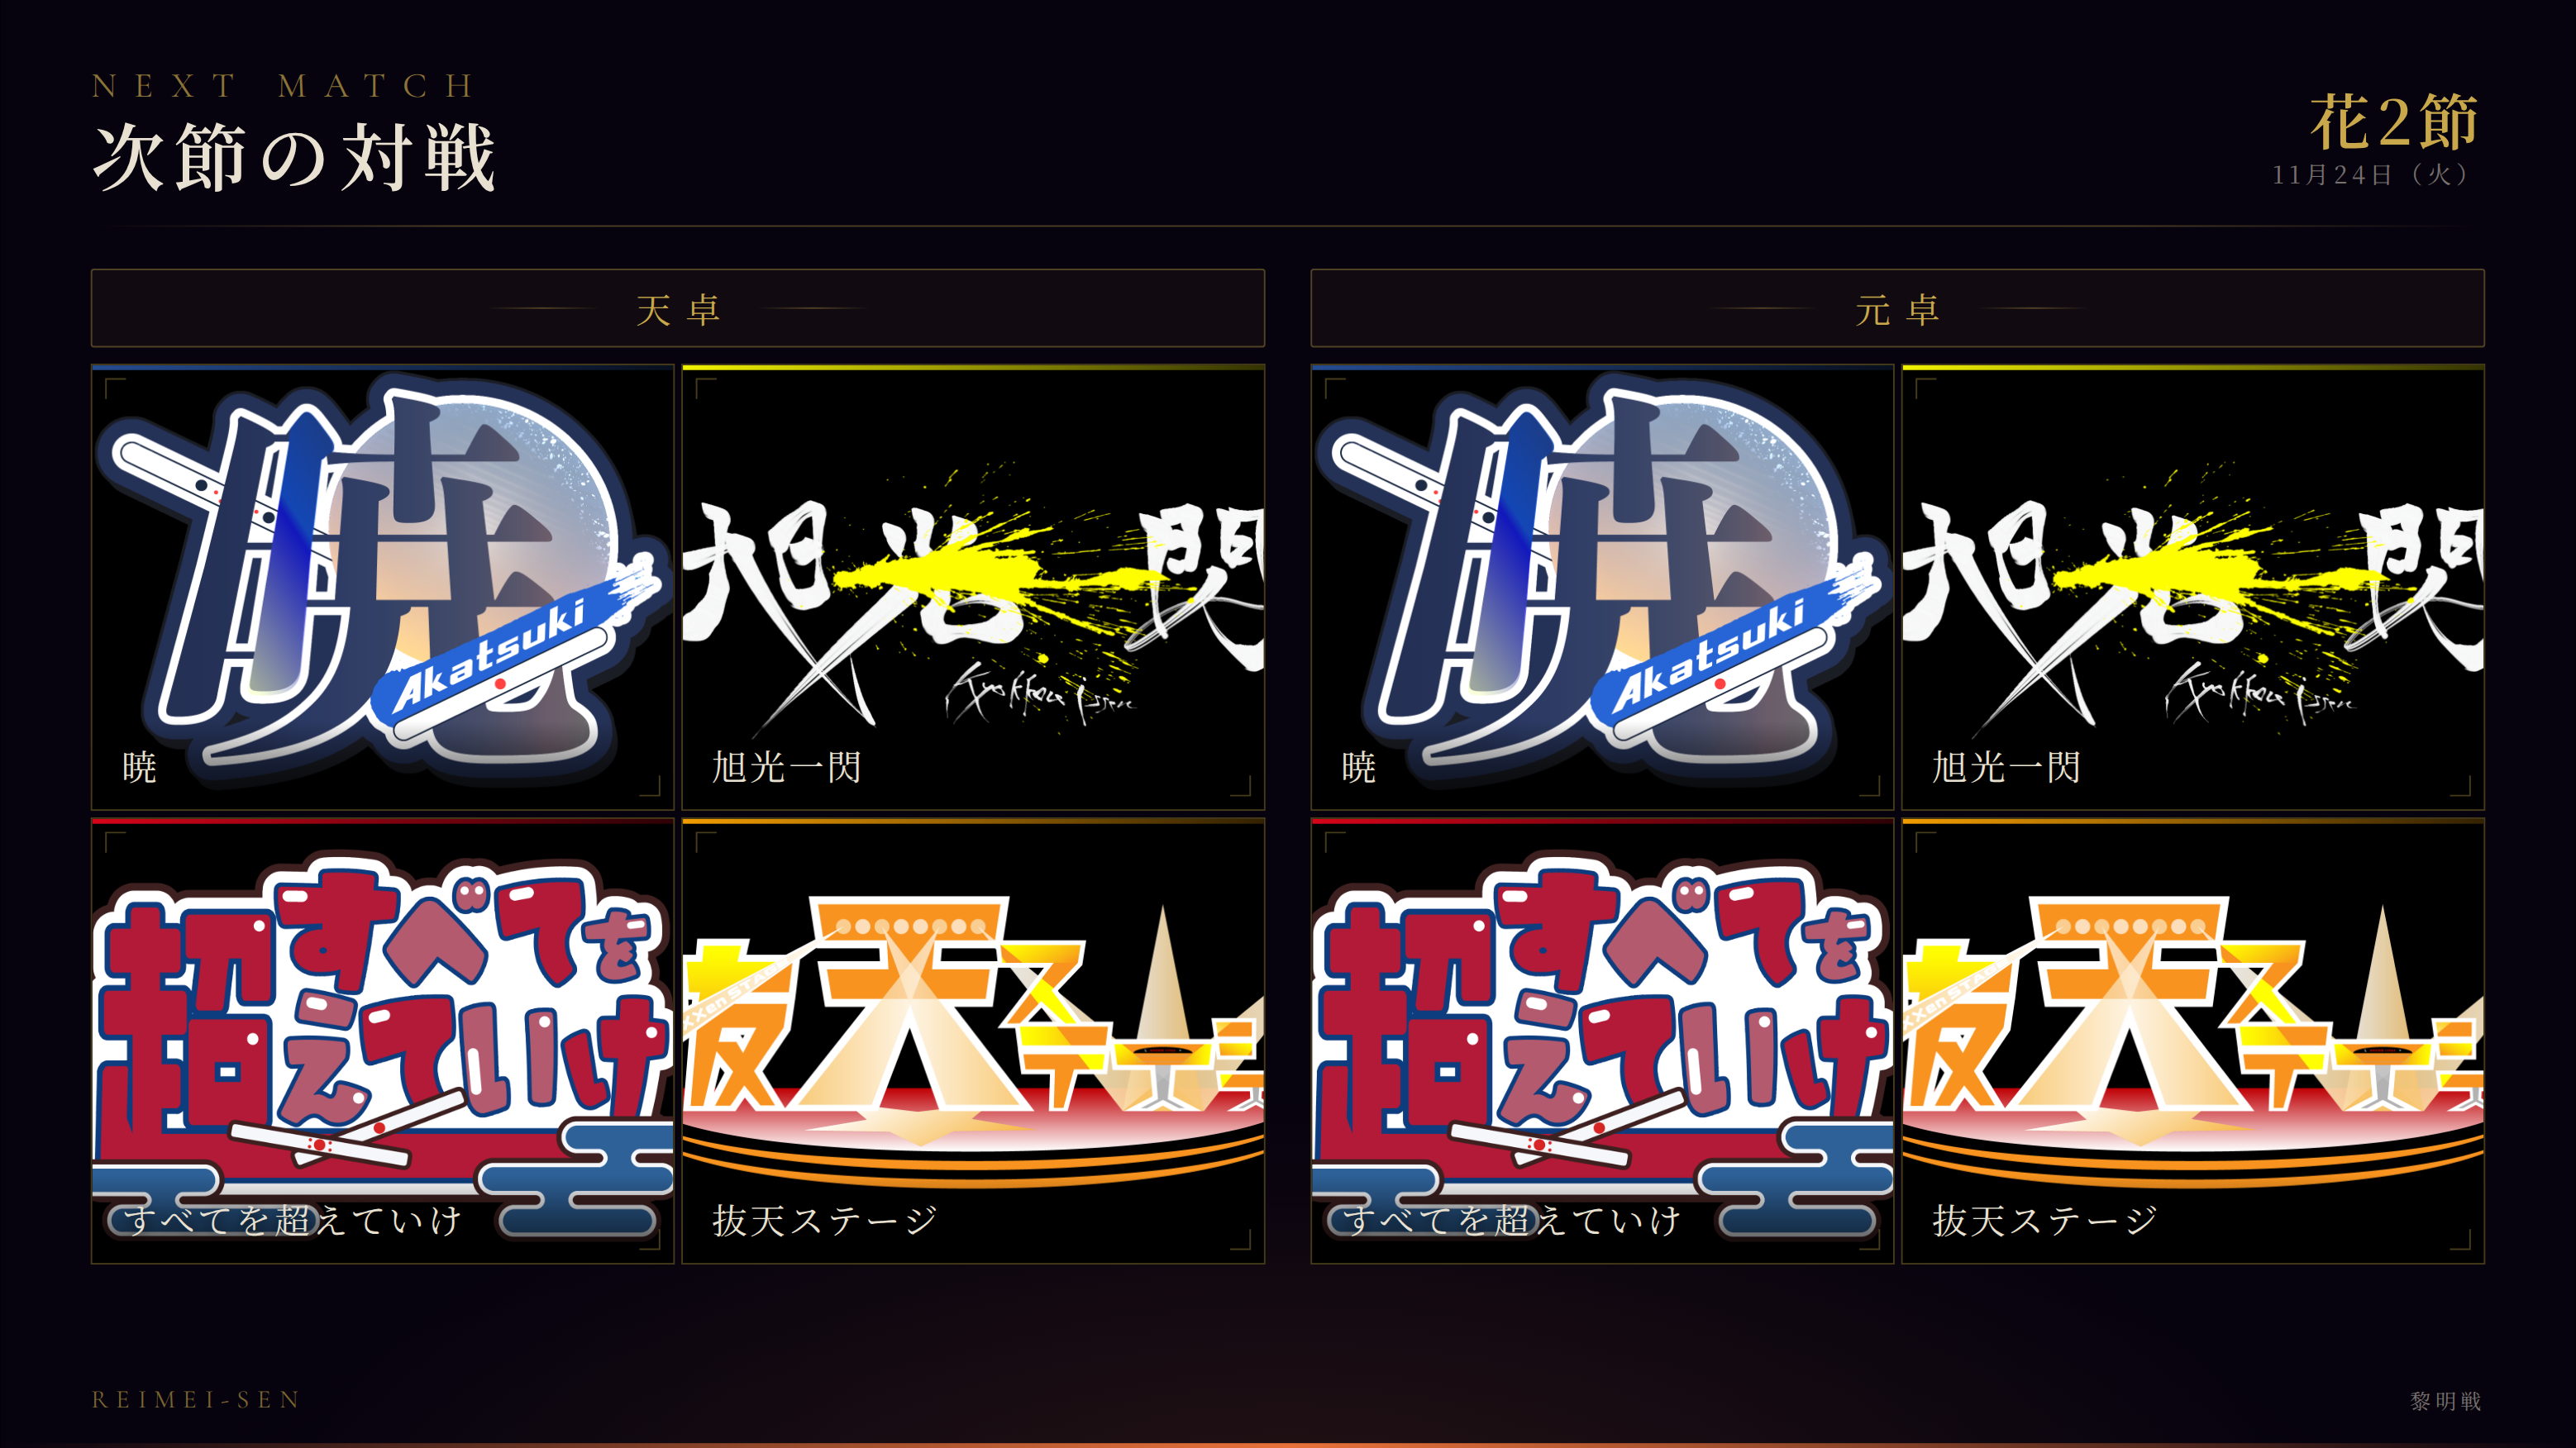 NEXT MATCH
次節の対戦
花2節
11月24日（火）
天卓
暁
Akatsuki
暁
旭光 閃
Kyokkou Issen
旭光一閃
すべてを
超えていけ
すべてを超えていけ
抜天ステージ
抜天ステージ
元卓
暁
Akatsuki
暁
旭光 閃
Kyokkou Issen
旭光一閃
すべてを
超えていけ
すべてを超えていけ
抜天ステージ
抜天ステージ
REIMEI-SEN
黎明戦